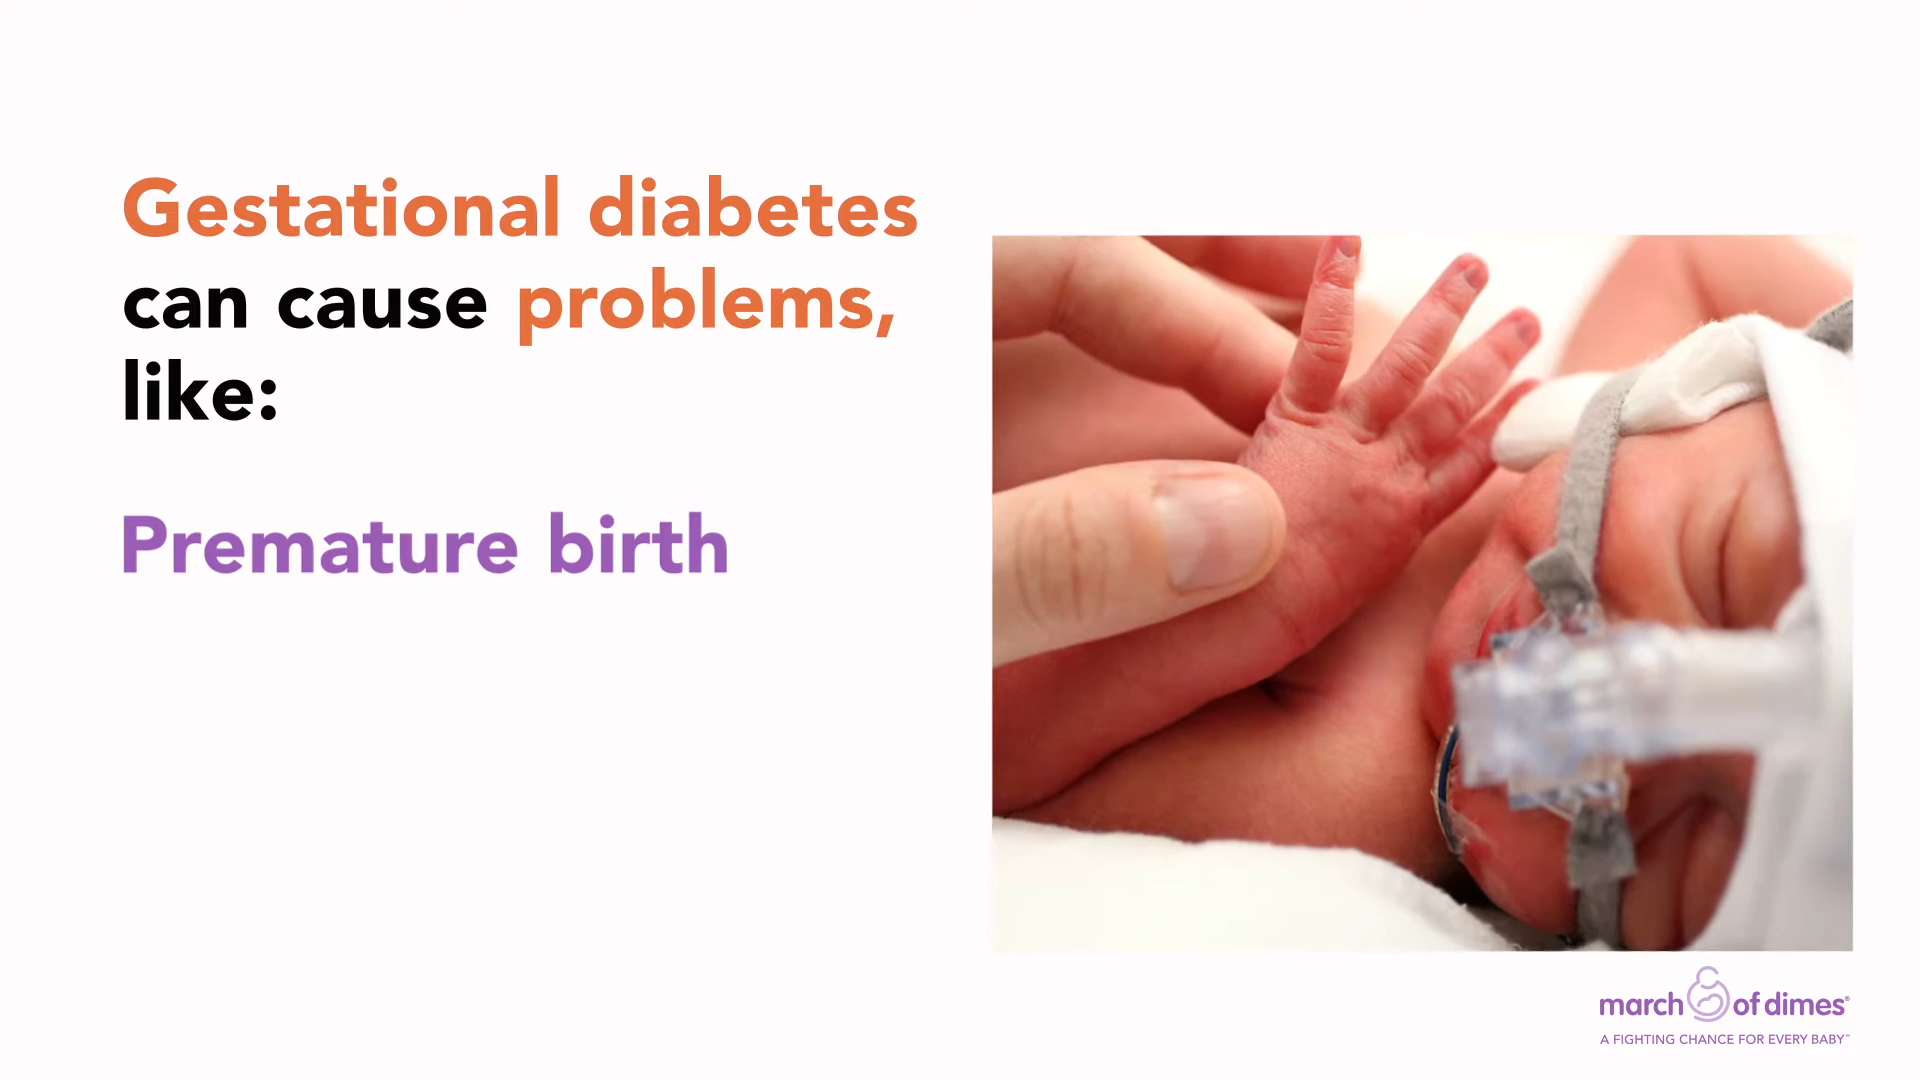 Gestational diabetes
can cause problems,
like:
Premature birth
march of dimes®
A FIGHTING CHANCE FOR EVERY BABY™